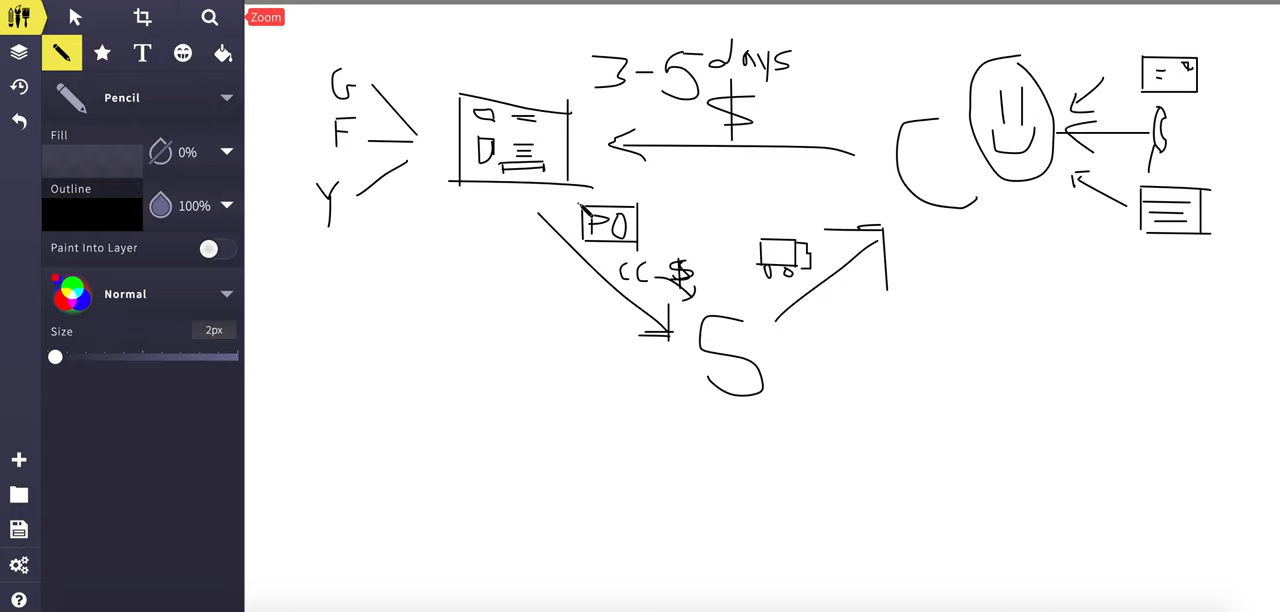 Zoom
Pencil
Fill
0%
Outline
100%
Paint Into Layer
Normal
Size
2px
T
?
G
F
Y
3-5 days
$
PO
CC - $
S
C